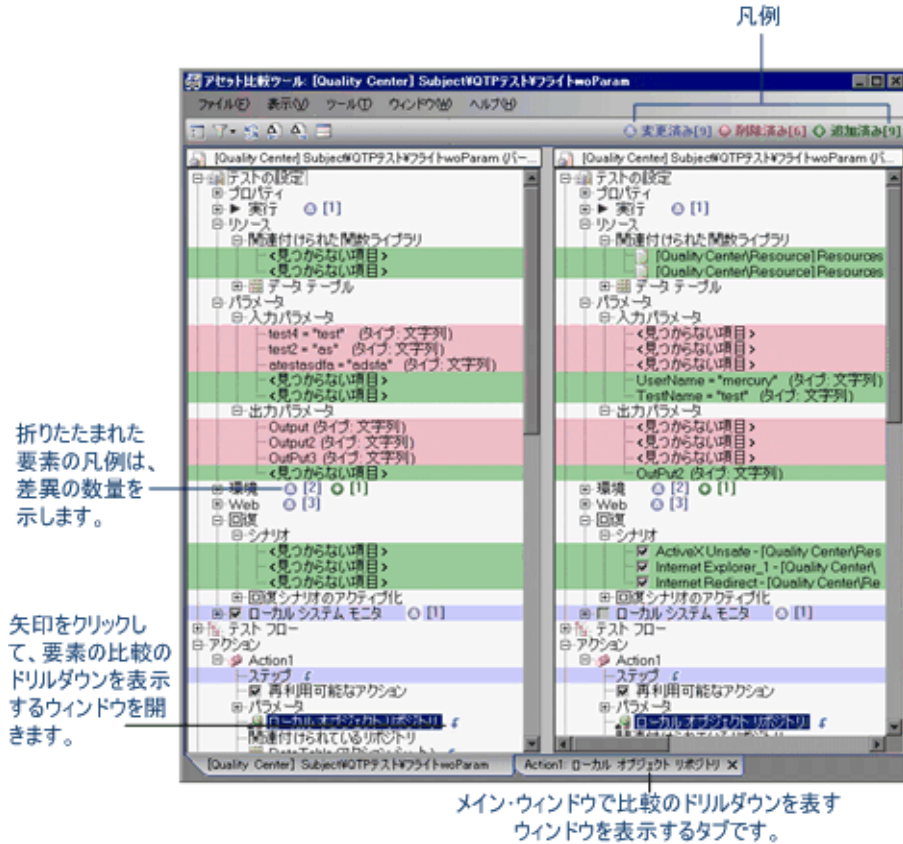 凡例
アセット比較ツール: [Quality Center] Subject¥QTPテスト¥フライトwoParam
ファイル(F) 表示(V) ツール(T) ウィンドウ(W) ヘルプ(H)
変更済み[9] 削除済み[6] 追加済み[9]
[Quality Center] Subject¥QTPテスト¥フライトwoParam (バー...
テストの設定
プロパティ
実行 [1]
リソース
関連付けられた関数ライブラリ
<見つからない項目>
<見つからない項目>
データ テーブル
パラメータ
入力パラメータ
test4 = "test" (タイプ: 文字列)
test2 = "as" (タイプ: 文字列)
atestasdfa = "adsfa" (タイプ: 文字列)
<見つからない項目>
<見つからない項目>
出力パラメータ
Output (タイプ: 文字列)
Output2 (タイプ: 文字列)
OutPut3 (タイプ: 文字列)
<見つからない項目>
環境 [2] [1]
Web [3]
回復
シナリオ
<見つからない項目>
<見つからない項目>
<見つからない項目>
回復シナリオのアクティブ化
ローカル システム モニタ [1]
テスト フロー
アクション
Action1
ステップ
再利用可能なアクション
パラメータ
ローカル オブジェクト リポジトリ
関連付けられているリポジトリ
[Quality Center] Subject¥QTPテスト¥フライトwoParam (バ...
テストの設定
プロパティ
実行 [1]
リソース
関連付けられた関数ライブラリ
[Quality Center\Resource] Resources
[Quality Center\Resource] Resources
データ テーブル
パラメータ
入力パラメータ
<見つからない項目>
<見つからない項目>
<見つからない項目>
UserName = "mercury" (タイプ: 文字列)
TestName = "test" (タイプ: 文字列)
出力パラメータ
<見つからない項目>
<見つからない項目>
<見つからない項目>
OutPut2 (タイプ: 文字列)
環境 [2] [1]
Web [3]
回復
シナリオ
ActiveX Unsafe - [Quality Center\Res
Internet Explorer_1 - [Quality Center\
Internet Redirect - [Quality Center\Re
回復シナリオのアクティブ化
ローカル システム モニタ [1]
テスト フロー
アクション
Action1
ステップ
再利用可能なアクション
パラメータ
ローカル オブジェクト リポジトリ
[Quality Center] Subject¥QTPテスト¥フライトwoParam
Action1: ローカル オブジェクト リポジトリ
折りたたまれた
要素の凡例は、
差異の数量を
示します。
矢印をクリックし
て、要素の比較の
ドリルダウンを表示
するウィンドウを開
きます。
メイン・ウィンドウで比較のドリルダウンを表す
ウィンドウを表示するタブです。